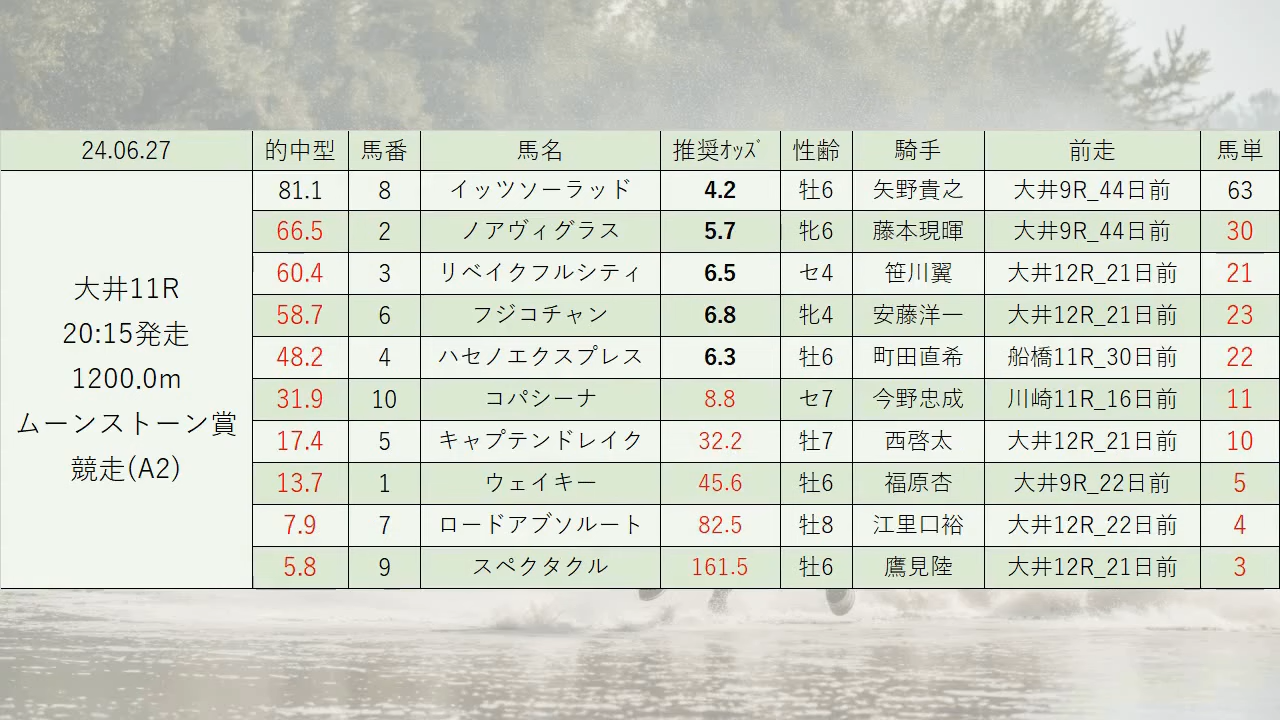 24.06.27 的中型 馬番 馬名 推奨ｵｯｽﾞ 性齢 騎手 前走 馬単
大井11R
20:15発走
1200.0m
ムーンストーン賞
競走(A2)
81.1 8 イッツソーラッド 4.2 牡6 矢野貴之 大井9R_44日前 63
66.5 2 ノアヴィグラス 5.7 牝6 藤本現暉 大井9R_44日前 30
60.4 3 リベイクフルシティ 6.5 セ4 笹川翼 大井12R_21日前 21
58.7 6 フジコチャン 6.8 牝4 安藤洋一 大井12R_21日前 23
48.2 4 ハセノエクスプレス 6.3 牡6 町田直希 船橋11R_30日前 22
31.9 10 コパシーナ 8.8 セ7 今野忠成 川崎11R_16日前 11
17.4 5 キャプテンドレイク 32.2 牡7 西啓太 大井12R_21日前 10
13.7 1 ウェイキー 45.6 牡6 福原杏 大井9R_22日前 5
7.9 7 ロードアブソルート 82.5 牡8 江里口裕 大井12R_22日前 4
5.8 9 スペクタクル 161.5 牡6 鷹見陸 大井12R_21日前 3